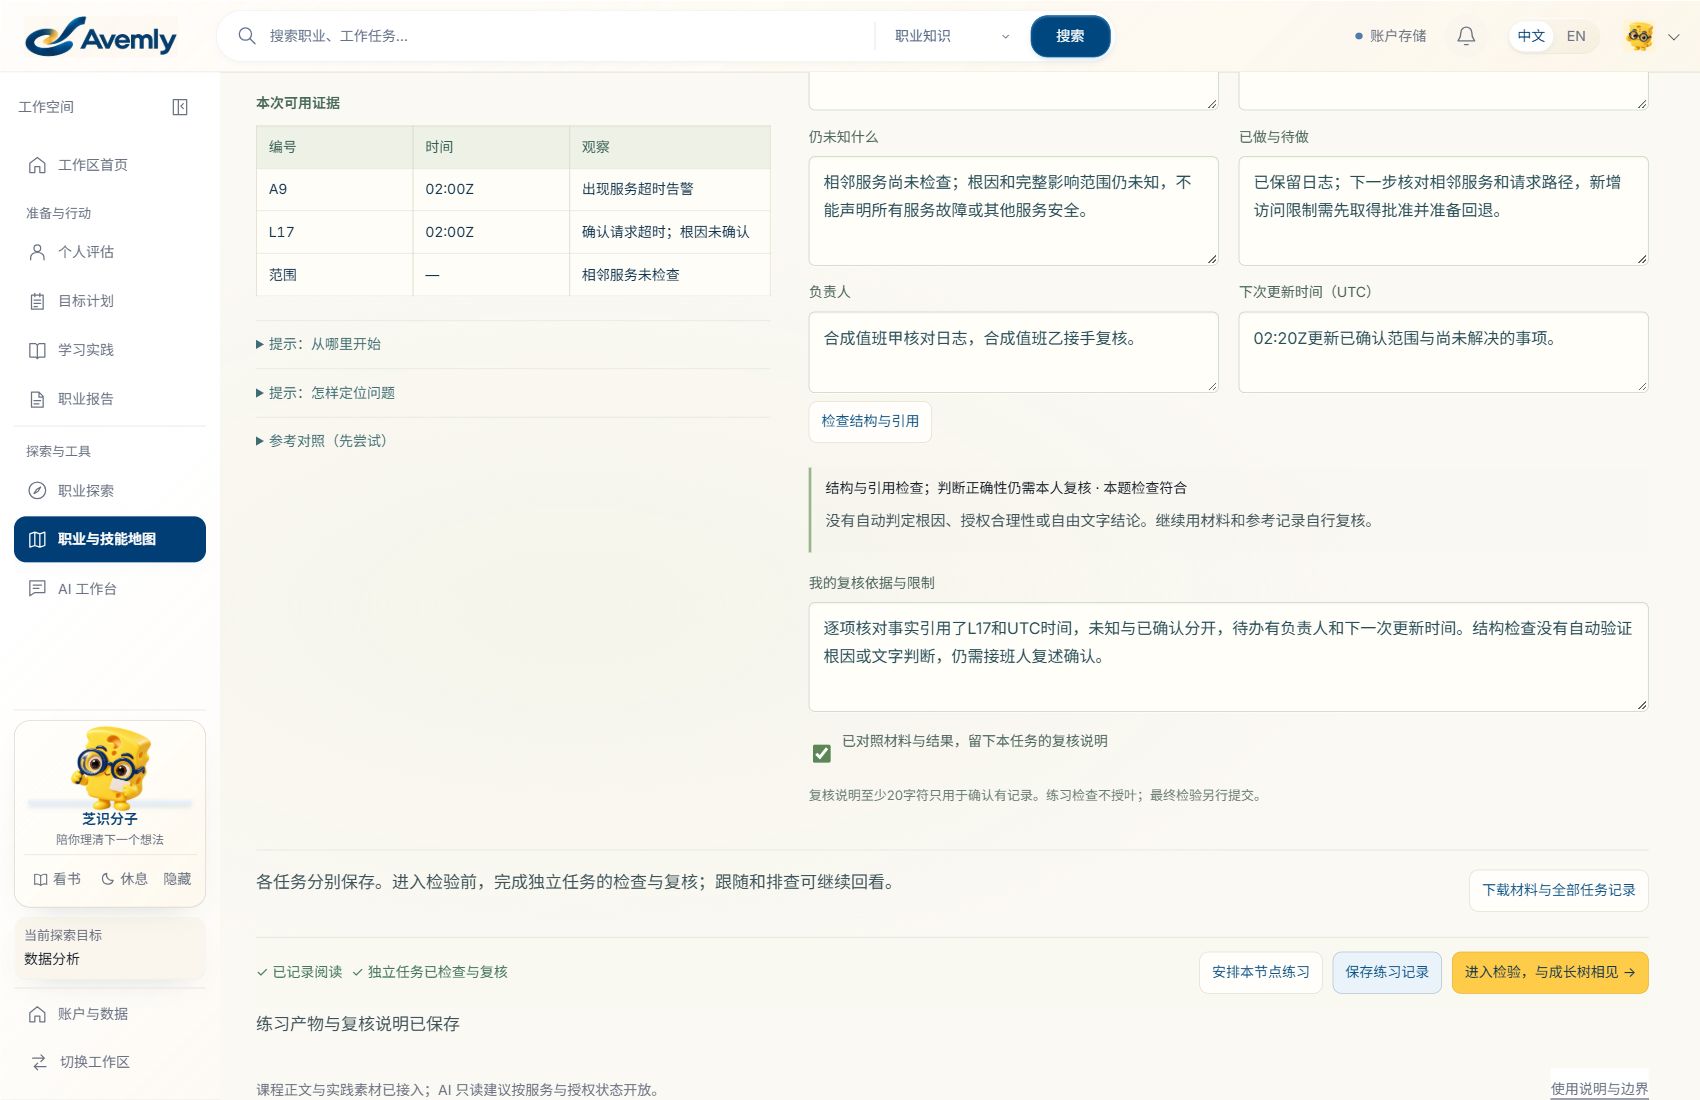 Avemly
搜索职业、工作任务...
职业知识
搜索
账户存储
中文
EN
工作空间
工作区首页
准备与行动
个人评估
目标计划
学习实践
职业报告
探索与工具
职业探索
职业与技能地图
AI 工作台
芝识分子
陪你理清下一个想法
看书
休息
隐藏
当前探索目标
数据分析
账户与数据
切换工作区
本次可用证据
编号 时间 观察
A9 02:00Z 出现服务超时告警
L17 02:00Z 确认请求超时；根因未确认
范围 — 相邻服务未检查
提示：从哪里开始
提示：怎样定位问题
参考对照（先尝试）
仍未知什么
相邻服务尚未检查；根因和完整影响范围仍未知，不
能声明所有服务故障或其他服务安全。
已做与待做
已保留日志；下一步核对相邻服务和请求路径，新增
访问限制需先取得批准并准备回退。
负责人
合成值班甲核对日志，合成值班乙接手复核。
下次更新时间（UTC）
02:20Z更新已确认范围与尚未解决的事项。
检查结构与引用
结构与引用检查；判断正确性仍需本人复核 · 本题检查符合
没有自动判定根因、授权合理性或自由文字结论。继续用材料和参考记录自行复核。
我的复核依据与限制
逐项核对事实引用了L17和UTC时间，未知与已确认分开，待办有负责人和下一次更新时间。结构检查没有自动验证
根因或文字判断，仍需接班人复述确认。
已对照材料与结果，留下本任务的复核说明
复核说明至少20字符只用于确认有记录。练习检查不授叶；最终检验另行提交。
各任务分别保存。进入检验前，完成独立任务的检查与复核；跟随和排查可继续回看。
下载材料与全部任务记录
✓ 已记录阅读 ✓ 独立任务已检查与复核
安排本节点练习
保存练习记录
进入检验，与成长树相见 →
练习产物与复核说明已保存
课程正文与实践素材已接入；AI 只读建议按服务与授权状态开放。
使用说明与边界